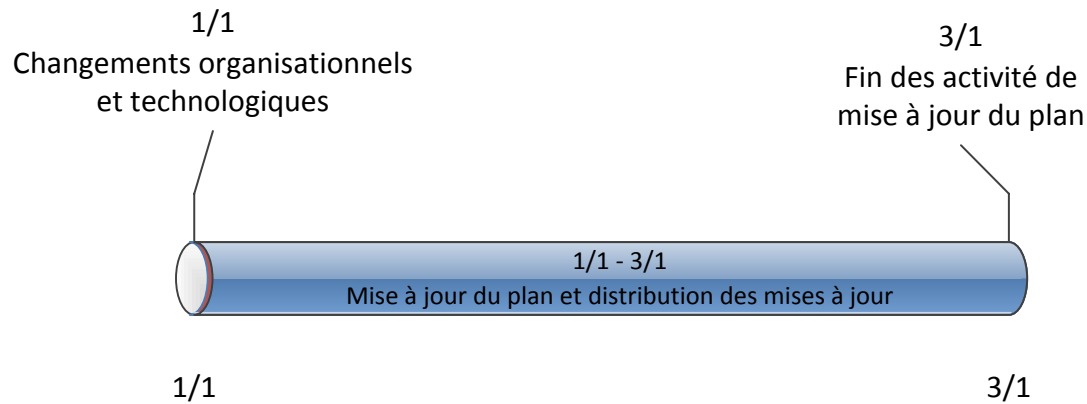 1/1
Changements organisationnels
et technologiques
3/1
Fin des activité de
mise à jour du plan
1/1 - 3/1
Mise à jour du plan et distribution des mises à jour
1/1
3/1